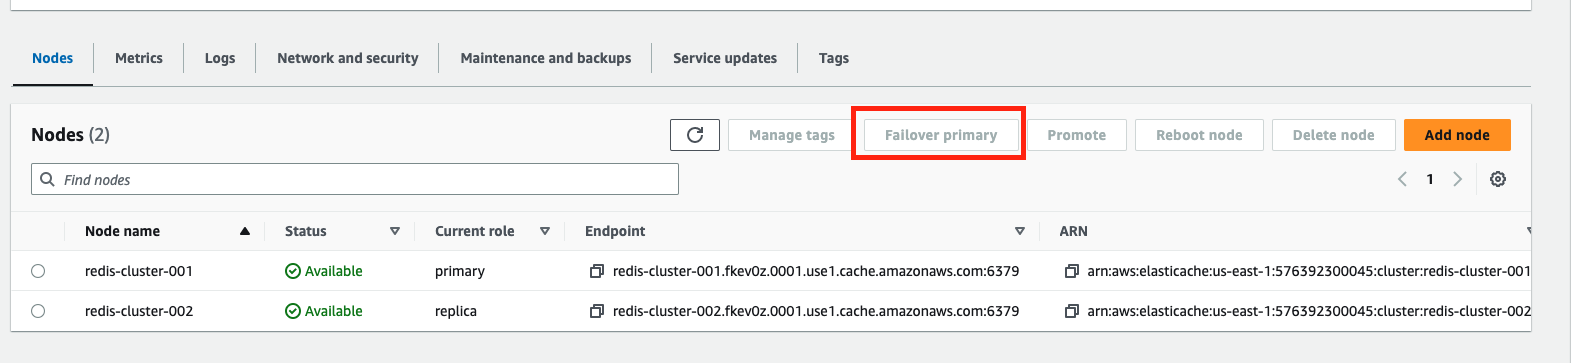 Nodes Metrics Logs Network and security Maintenance and backups Service updates Tags
Nodes (2) Manage tags Failover primary Promote Reboot node Delete node Add node
Find nodes 1
Node name Status Current role Endpoint ARN
redis-cluster-001 Available primary redis-cluster-001.fkev0z.0001.use1.cache.amazonaws.com:6379 arn:aws:elasticache:us-east-1:576392300045:cluster:redis-cluster-001
redis-cluster-002 Available replica redis-cluster-002.fkev0z.0001.use1.cache.amazonaws.com:6379 arn:aws:elasticache:us-east-1:576392300045:cluster:redis-cluster-002